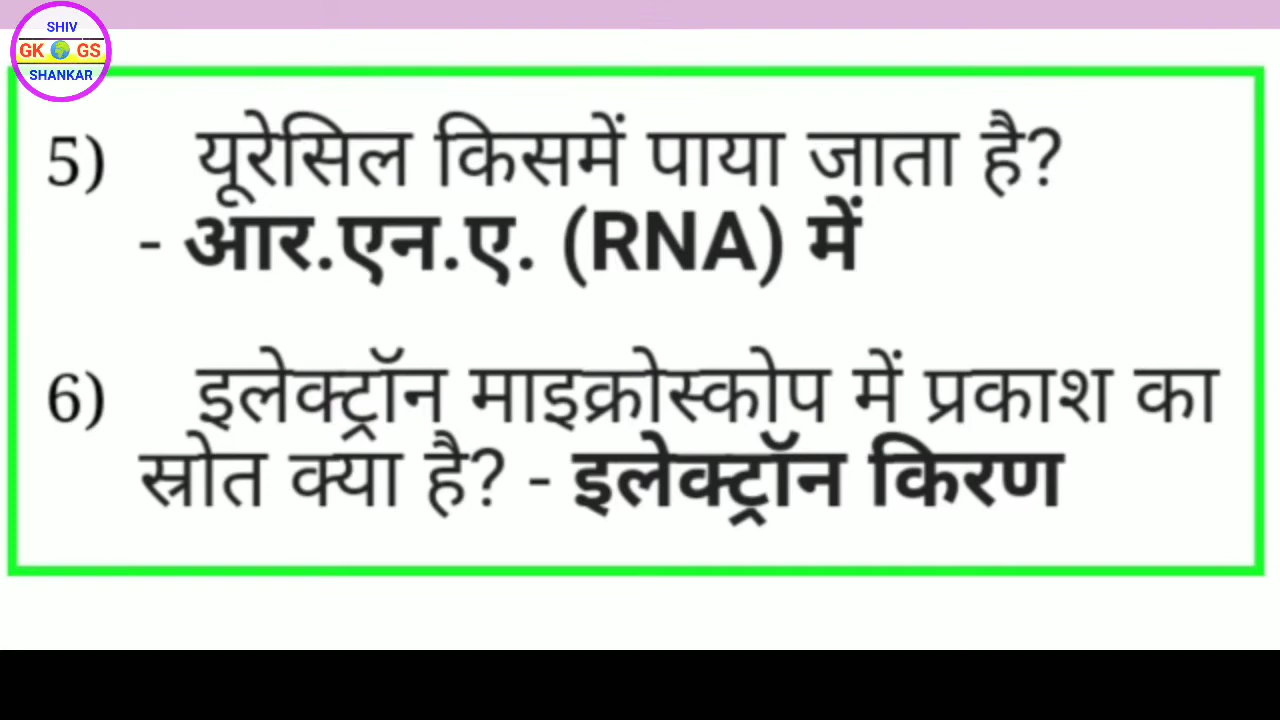 SHIV
GK GS
SHANKAR
5) यूरेसिल किसमें पाया जाता है?
- आर.एन.ए. (RNA) में
6) इलेक्ट्रॉन माइक्रोस्कोप में प्रकाश का
स्रोत क्या है? - इलेक्ट्रॉन किरण